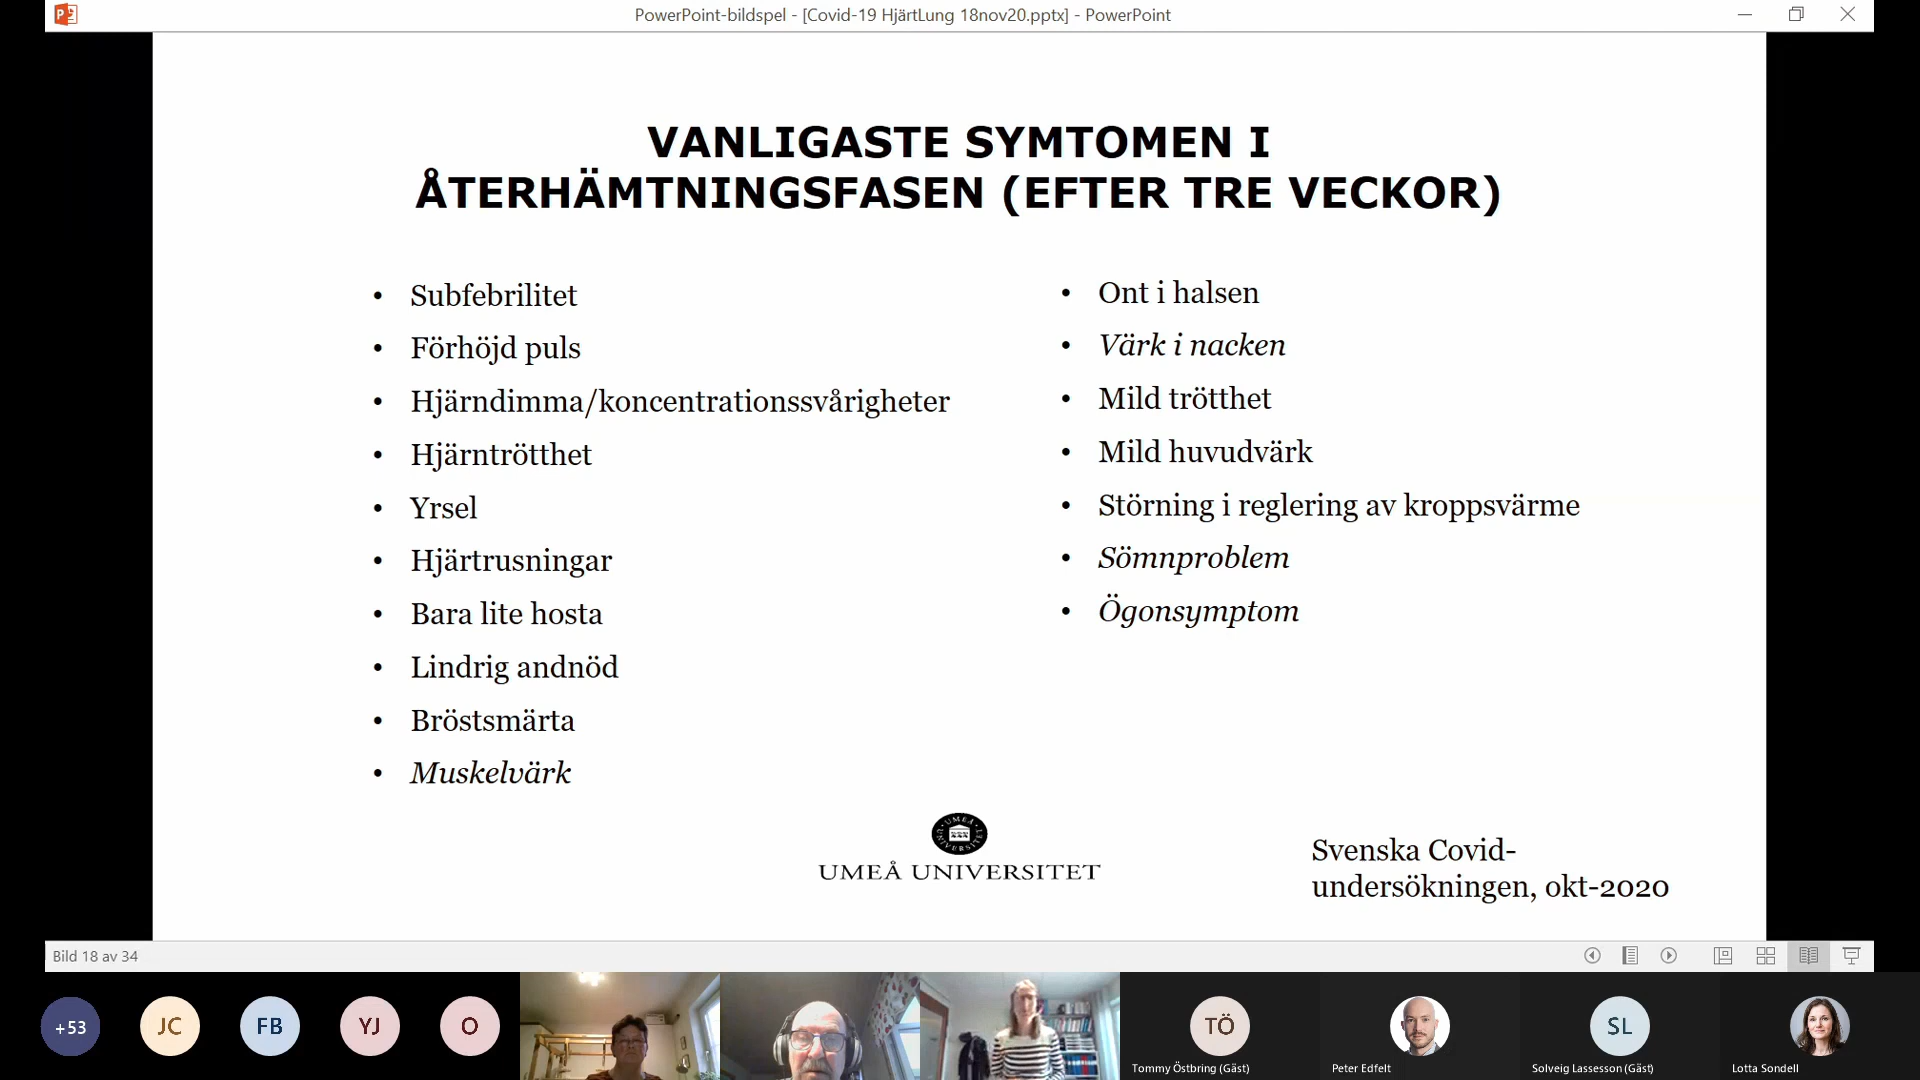 PowerPoint-bildspel - [Covid-19 HjärtLung 18nov20.pptx] - PowerPoint
VANLIGASTE SYMTOMEN I
ÅTERHÄMTNINGSFASEN (EFTER TRE VECKOR)
• Subfebrilitet
• Förhöjd puls
• Hjärndimma/koncentrationssvårigheter
• Hjärntrötthet
• Yrsel
• Hjärtrusningar
• Bara lite hosta
• Lindrig andnöd
• Bröstsmärta
• Muskelvärk
• Ont i halsen
• Värk i nacken
• Mild trötthet
• Mild huvudvärk
• Störning i reglering av kroppsvärme
• Sömnproblem
• Ögonsymptom
UMEÅ UNIVERSITET
UMEÅ UNIVERSITET
Svenska Covid-
undersökningen, okt-2020
Bild 18 av 34
+53
JC
FB
YJ
O
TÖ
Tommy Östbring (Gäst)
Peter Edfelt
SL
Solveig Lassesson (Gäst)
Lotta Sondell